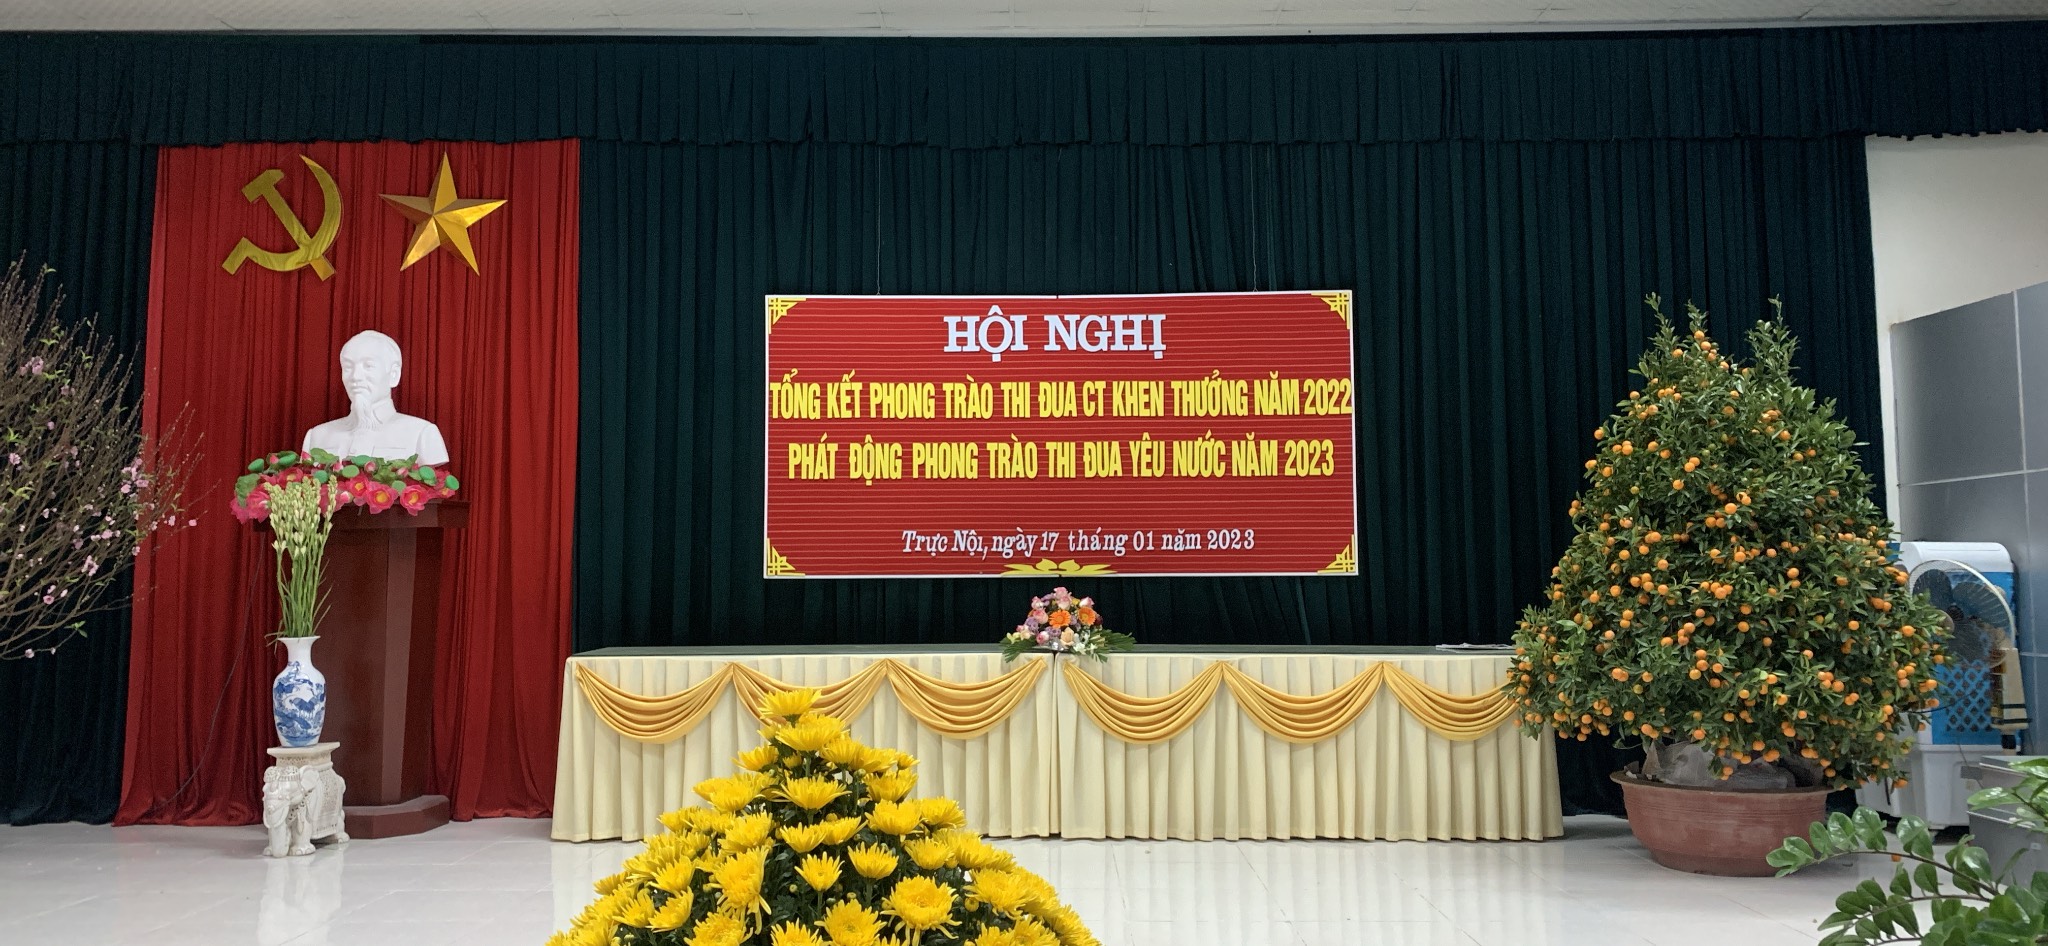 HỘI NGHỊ
TỔNG KẾT PHONG TRÀO THI ĐUA CT KHEN THƯỞNG NĂM 2022
PHÁT ĐỘNG PHONG TRÀO THI ĐUA YÊU NƯỚC NĂM 2023
Trực Nội, ngày 17 tháng 01 năm 2023